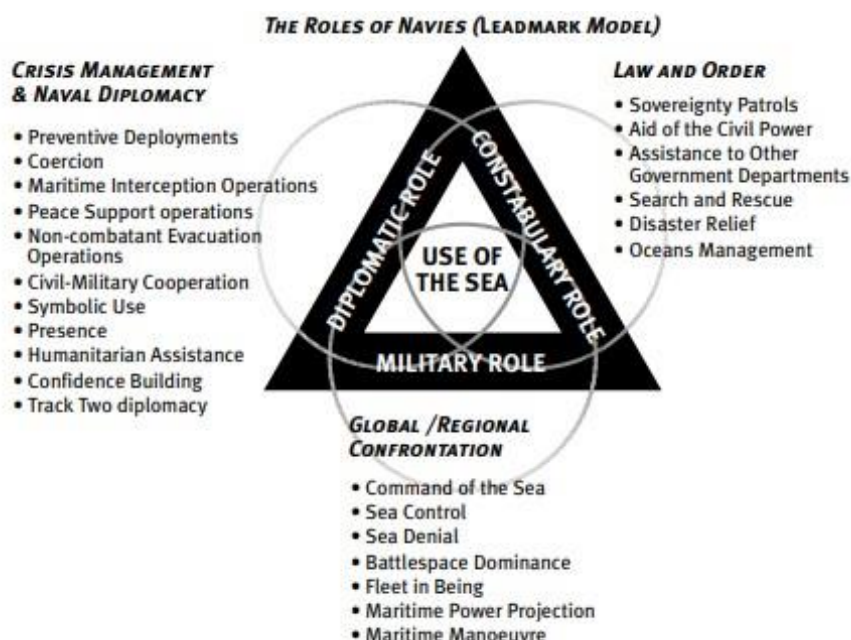 THE ROLES OF NAVIES (LEADMARK MODEL)
CRISIS MANAGEMENT
& NAVAL DIPLOMACY
• Preventive Deployments
• Coercion
• Maritime Interception Operations
• Peace Support operations
• Non-combatant Evacuation
Operations
• Civil-Military Cooperation
• Symbolic Use
• Presence
• Humanitarian Assistance
• Confidence Building
• Track Two diplomacy
LAW AND ORDER
• Sovereignty Patrols
• Aid of the Civil Power
• Assistance to Other
Government Departments
• Search and Rescue
• Disaster Relief
• Oceans Management
DIPLOMATIC ROLE
CONSTABULARY ROLE
USE OF
THE SEA
MILITARY ROLE
GLOBAL /REGIONAL
CONFRONTATION
• Command of the Sea
• Sea Control
• Sea Denial
• Battlespace Dominance
• Fleet in Being
• Maritime Power Projection
• Maritime Manoeuvre